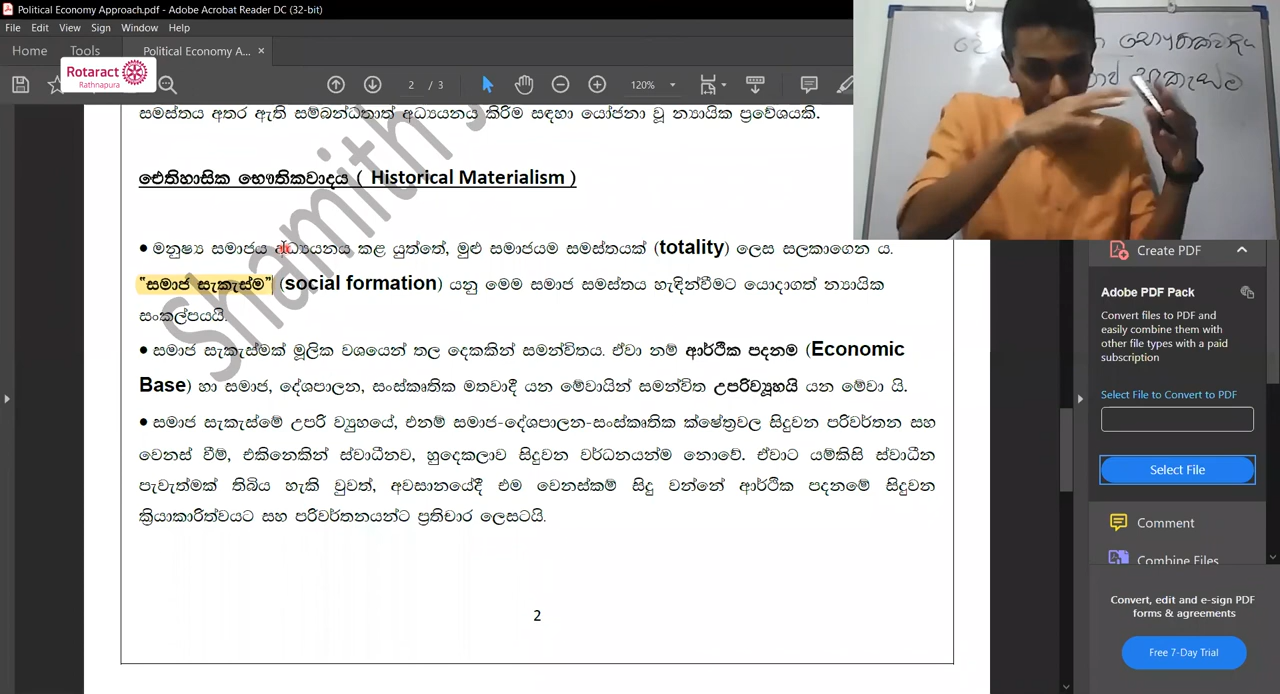 Political Economy Approach.pdf - Adobe Acrobat Reader DC (32-bit)
File Edit View Sign Window Help
Home Tools Political Economy A... ×
Rotaract
Rathnapura
2 / 3 120%
සමස්තය අතර ඇති සම්බන්ධතාත් අධ්‍යයනය කිරීම සඳහා යෝජනා වූ න්‍යායික ප්‍රවේශයකි.
ඓතිහාසික භෞතිකවාදය ( Historical Materialism )
• මනුෂ්‍ය සමාජය අධ්‍යයනය කළ යුත්තේ, මුළු සමාජයම සමස්තයක් (totality) ලෙස සලකාගෙන ය.
"සමාජ සැකැස්ම" (social formation) යනු මෙම සමාජ සමස්තය හැඳින්වීමට යොදාගත් න්‍යායික
සංකල්පයයි.
• සමාජ සැකැස්මක් මූලික වශයෙන් තල දෙකකින් සමන්විතය. ඒවා නම් ආර්ථික පදනම (Economic
Base) හා සමාජ, දේශපාලන, සංස්කෘතික මතවාදී යන මේවායින් සමන්විත උපරිව්‍යූහයි යන මේවා යි.
• සමාජ සැකැස්මේ උපරි ව්‍යුහයේ, එනම් සමාජ-දේශපාලන-සංස්කෘතික ක්ෂේත්‍රවල සිදුවන පරිවර්තන සහ
වෙනස් වීම්, එකිනෙකින් ස්වාධීනව, හුදෙකලාව සිදුවන වර්ධනයන්ම නොවේ. ඒවාට යම්කිසි ස්වාධීන
පැවැත්මක් තිබිය හැකි වුවත්, අවසානයේදී එම වෙනස්කම් සිදු වන්නේ ආර්ථික පදනමේ සිදුවන
ක්‍රියාකාරිත්වයට සහ පරිවර්තනයන්ට ප්‍රතිචාර ලෙසටයි.
2
Shamith
භෞතිකවාදය
සැකැස්ම
Create PDF
Adobe PDF Pack
Convert files to PDF and
easily combine them with
other file types with a paid
subscription
Select File to Convert to PDF
Select File
Comment
Combine Files
Convert, edit and e-sign PDF
forms & agreements
Free 7-Day Trial